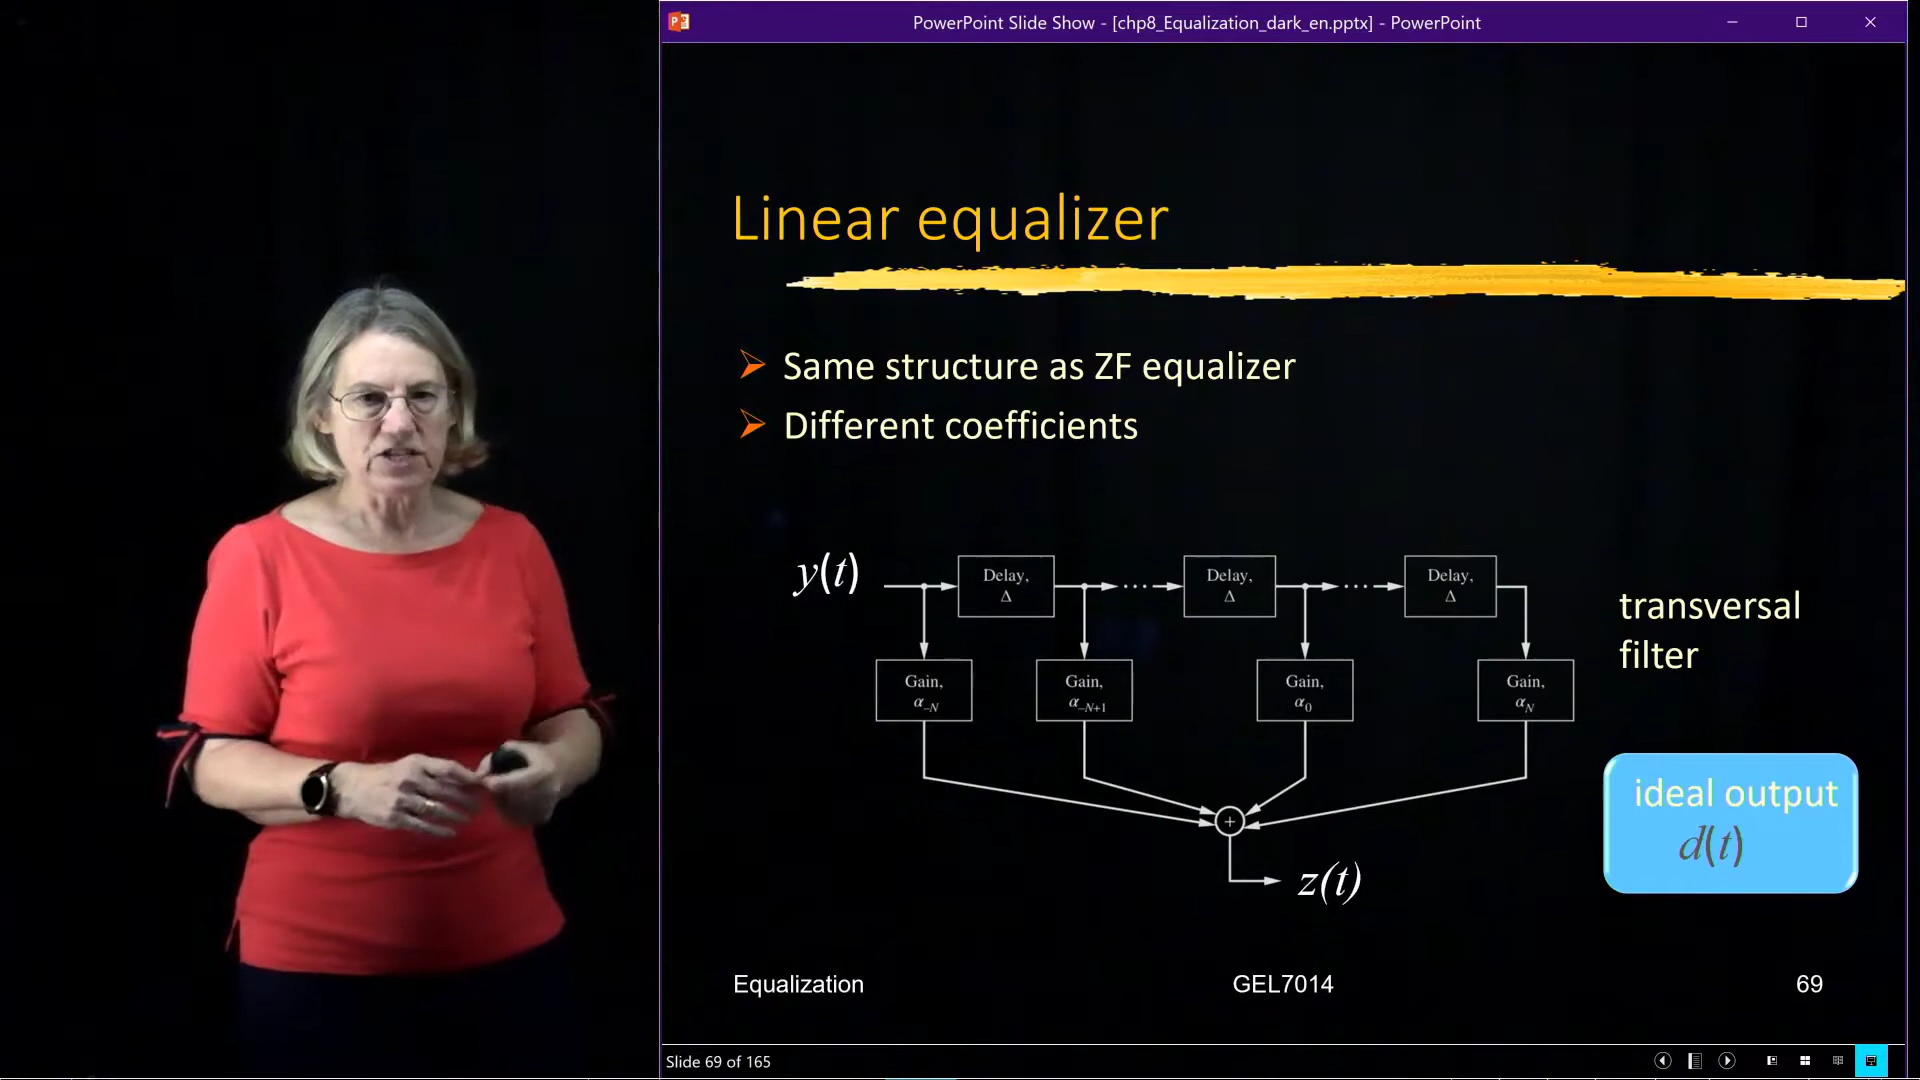 PowerPoint Slide Show - [chp8_Equalization_dark_en.pptx] - PowerPoint
Linear equalizer
Same structure as ZF equalizer
Different coefficients
y(t)
Delay,
Δ
Delay,
Δ
Delay,
Δ
transversal
filter
Gain,
α₋N
Gain,
α₋N+1
Gain,
α₀
Gain,
αN
+
z(t)
ideal output
d(t)
Equalization
GEL7014
69
Slide 69 of 165